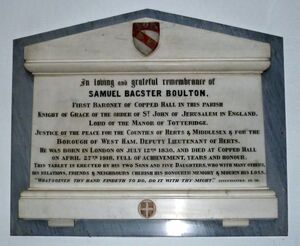 In loving and grateful remembrance of
SAMUEL BAGSTER BOULTON.
FIRST BARONET OF COPPED HALL IN THIS PARISH
KNIGHT OF GRACE OF THE ORDER OF ST. JOHN OF JERUSALEM IN ENGLAND.
LORD OF THE MANOR OF TOTTERIDGE.
JUSTICE OF THE PEACE FOR THE COUNTIES OF HERTS & MIDDLESEX & FOR THE
BOROUGH OF WEST HAM. DEPUTY LIEUTENANT OF HERTS.
HE WAS BORN IN LONDON ON JULY 12TH 1830, AND DIED AT COPPED HALL
ON APRIL 27TH 1918, FULL OF ACHIEVEMENT, YEARS AND HONOUR.
THIS TABLET IS ERECTED BY HIS TWO SONS AND FIVE DAUGHTERS, WHO WITH MANY OTHERS,
HIS RELATIONS, FRIENDS & NEIGHBOURS CHERISH HIS HONOURED MEMORY & MOURN HIS LOSS.
"WHATSOEVER THY HAND FINDETH TO DO, DO IT WITH THY MIGHT." ECCLESIASTES